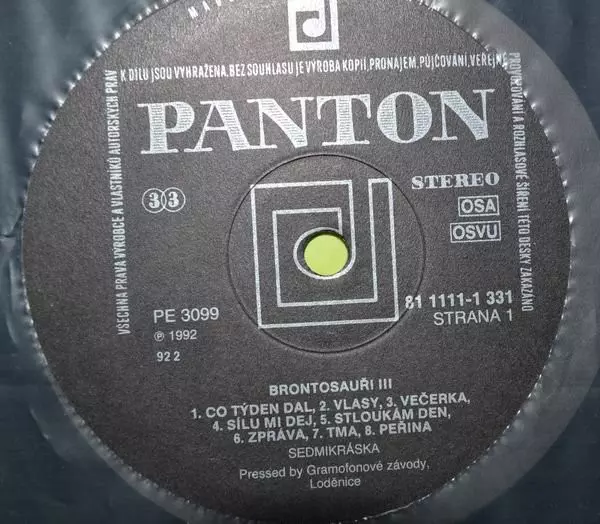 VŠECHNA PRÁVA VÝROBCE A VLASTNÍKŮ AUTORSKÝCH PRÁV
K DÍLU JSOU VYHRAŽENA. BEZ SOUHLASU JE VÝROBA KOPIÍ, PRONÁJEM, PŮJČOVÁNÍ, VEŘEJNÉ
PROVOZOVÁNÍ A ROZHLASOVÉ ŠÍŘENÍ TÉTO DESKY ZAKÁZÁNO
PANTON
33
STEREO
OSA
OSVU
PE 3099
81 1111-1 331
℗ 1992
STRANA 1
92 2
BRONTOSAUŘI III
1. CO TÝDEN DAL, 2. VLASY, 3. VEČERKA,
4. SÍLU MI DEJ, 5. STLOUKÁM DEN,
6. ZPRÁVA, 7. TMA, 8. PEŘINA
SEDMIKRÁSKA
Pressed by Gramofonové závody,
Loděnice